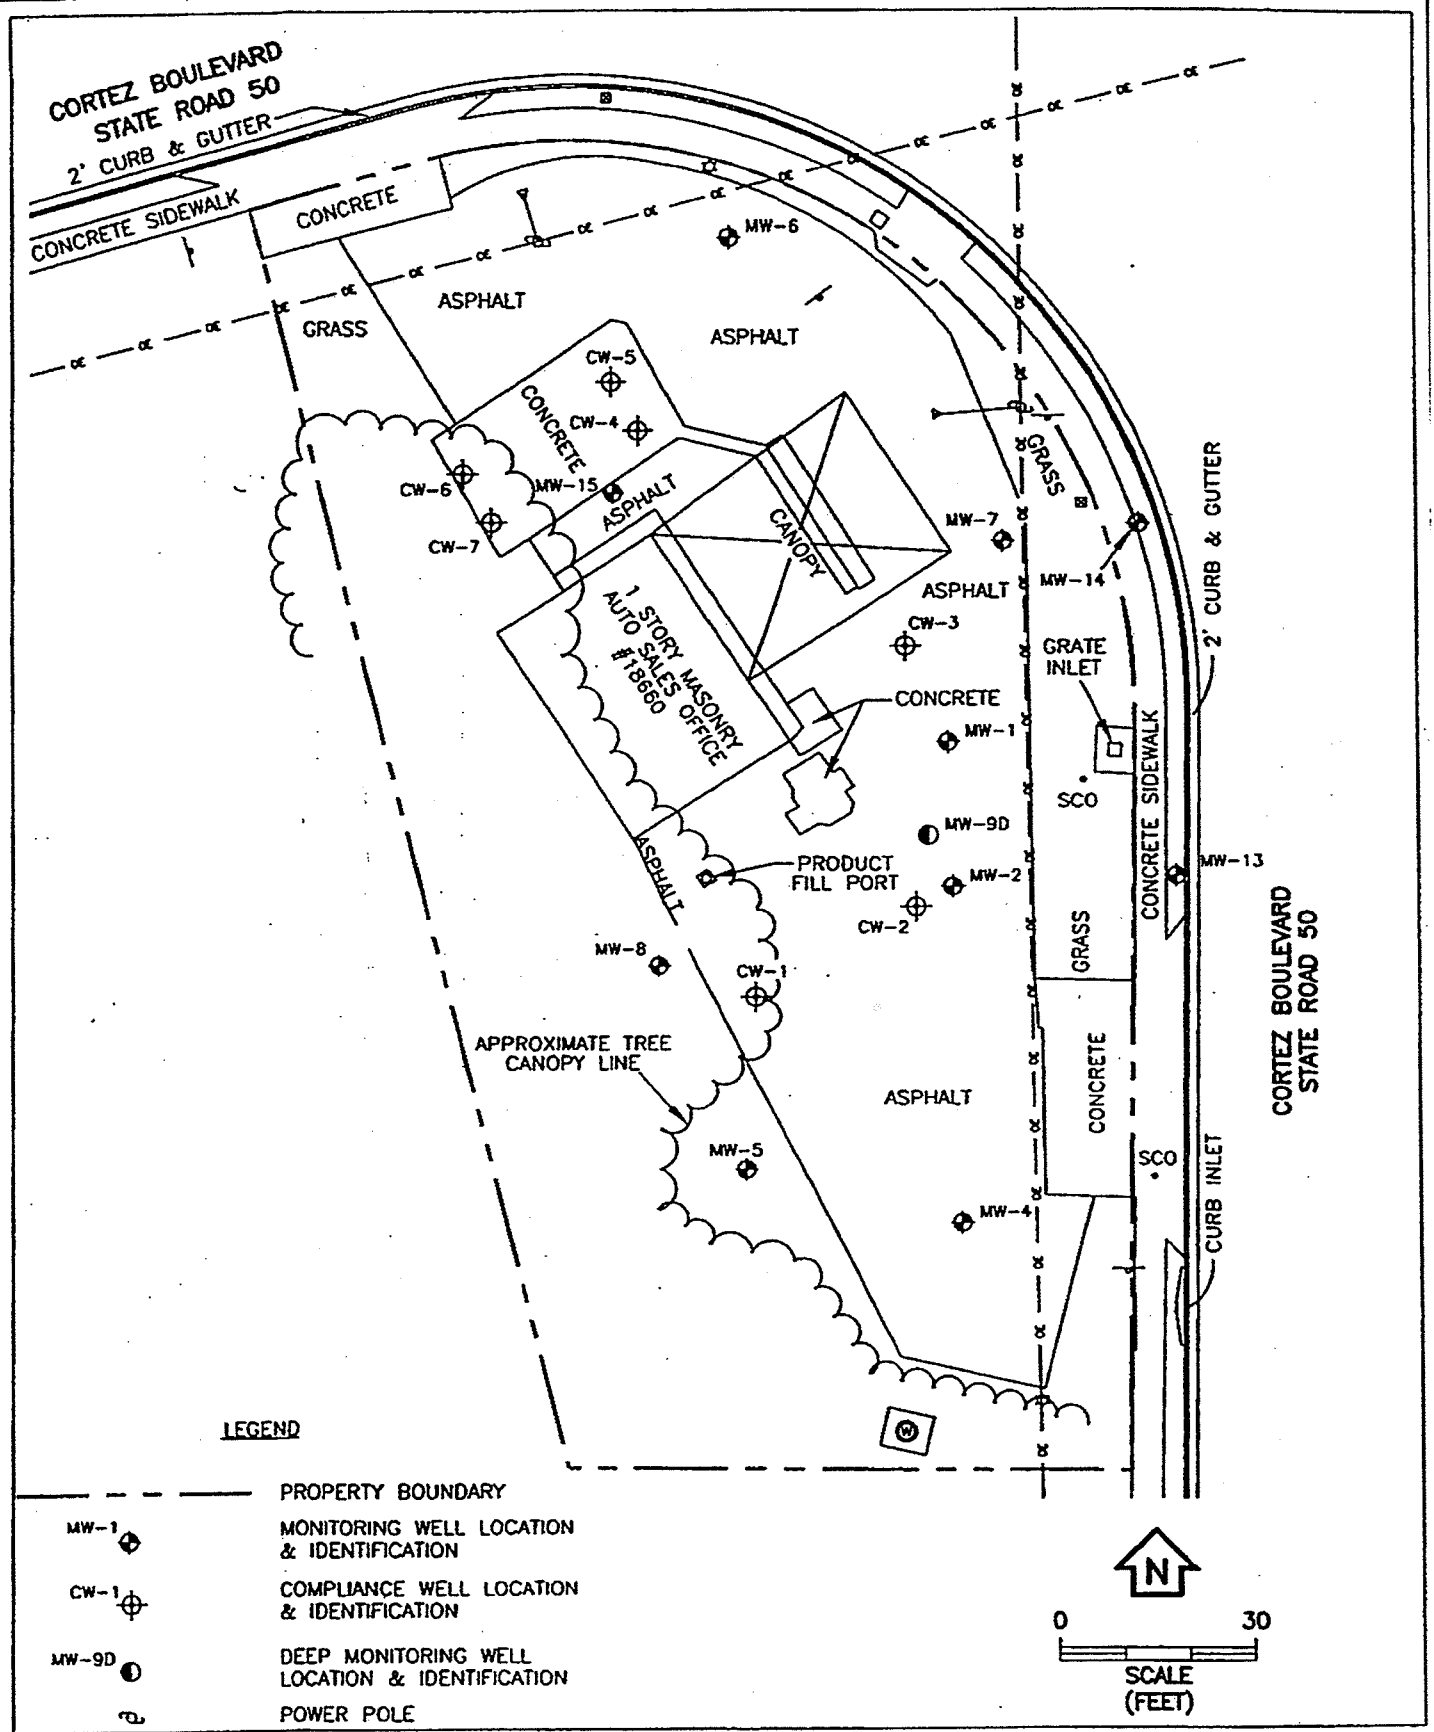 CORTEZ BOULEVARD
STATE ROAD 50
2' CURB & GUTTER
CONCRETE SIDEWALK
CONCRETE
MW-6
GRASS
ASPHALT
ASPHALT
CW-5
CONCRETE
CW-4
CW-6
MW-15
ASPHALT
CW-7
CANOPY
GRASS
MW-7
MW-14
ASPHALT
2' CURB & GUTTER
1 STORY MASONRY
AUTO SALES OFFICE
#18660
CW-3
GRATE
INLET
CONCRETE
MW-1
SCO
CONCRETE SIDEWALK
MW-9D
ASPHALT
PRODUCT
FILL PORT
MW-2
CW-2
MW-13
GRASS
CORTEZ BOULEVARD
STATE ROAD 50
MW-8
CW-1
APPROXIMATE TREE
CANOPY LINE
ASPHALT
CONCRETE
MW-5
SCO
CURB INLET
MW-4
W
LEGEND
PROPERTY BOUNDARY
MW-1
MONITORING WELL LOCATION
& IDENTIFICATION
CW-1
COMPLIANCE WELL LOCATION
& IDENTIFICATION
MW-9D
DEEP MONITORING WELL
LOCATION & IDENTIFICATION
POWER POLE
N
0 30
SCALE
(FEET)